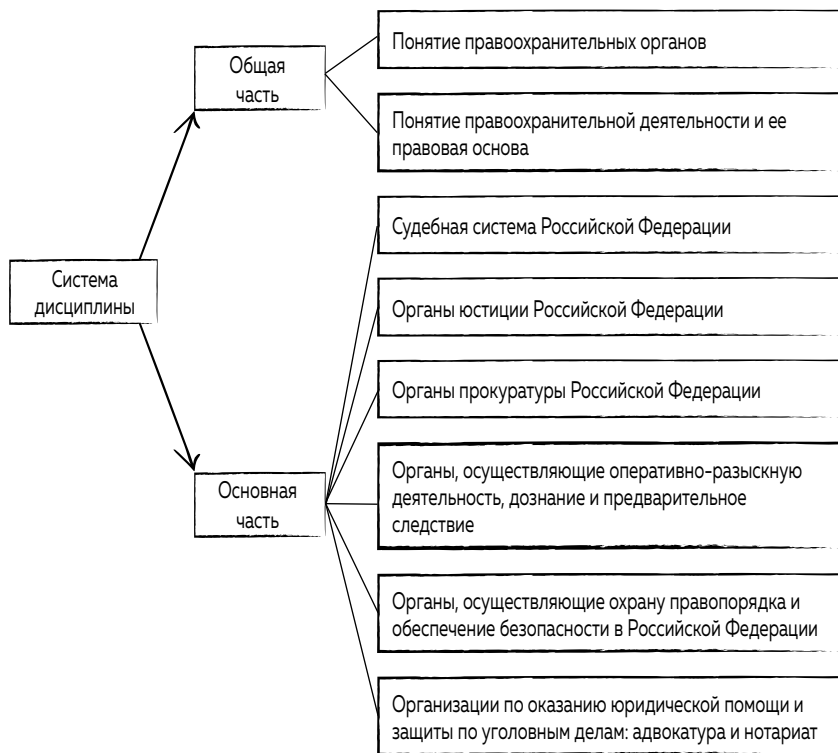 Система
дисциплины
Общая
часть
Понятие правоохранительных органов
Понятие правоохранительной деятельности и ее
правовая основа
Основная
часть
Судебная система Российской Федерации
Органы юстиции Российской Федерации
Органы прокуратуры Российской Федерации
Органы, осуществляющие оперативно-разыскную
деятельность, дознание и предварительное
следствие
Органы, осуществляющие охрану правопорядка и
обеспечение безопасности в Российской Федерации
Организации по оказанию юридической помощи и
защиты по уголовным делам: адвокатура и нотариат